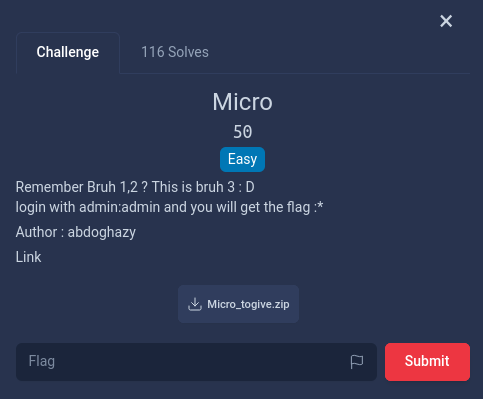 ×
Challenge
116 Solves
Micro
50
Easy
Remember Bruh 1,2 ? This is bruh 3 : D
login with admin:admin and you will get the flag :*
Author : abdoghazy
Link
Micro_togive.zip
Flag
Submit